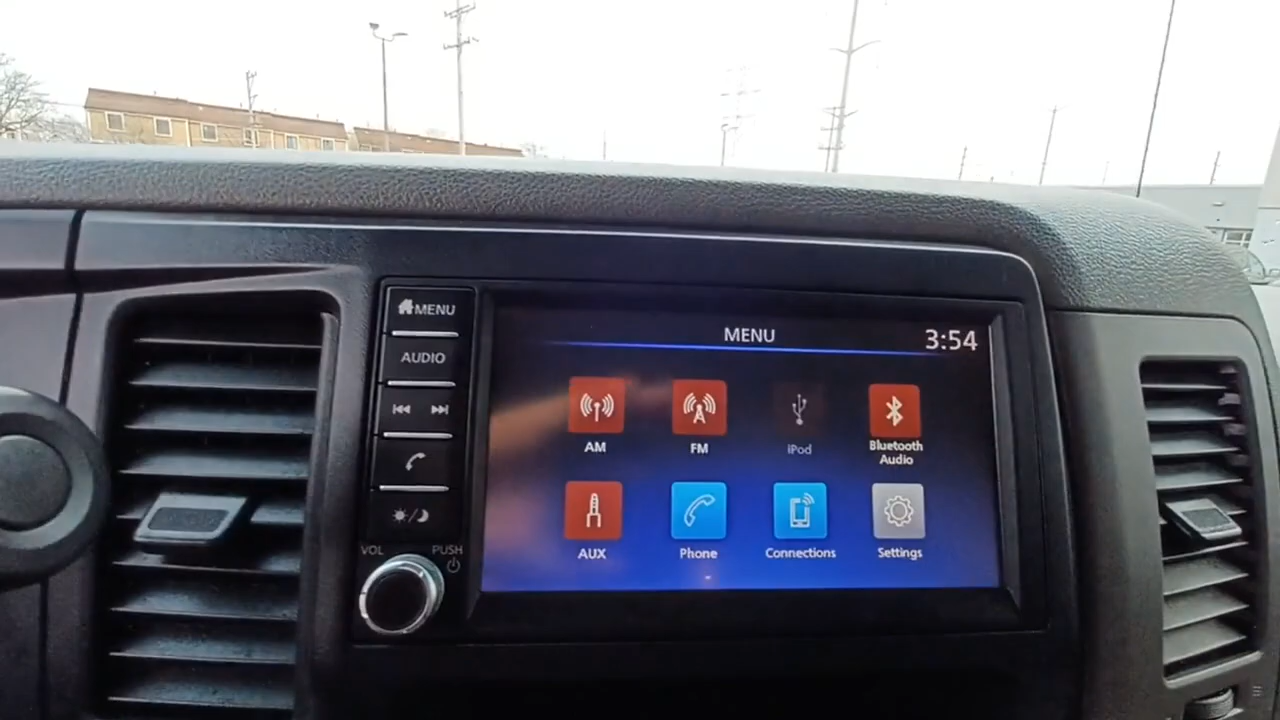 MENU
AUDIO
VOL
PUSH
MENU
3:54
AM
FM
iPod
Bluetooth
Audio
AUX
Phone
Connections
Settings